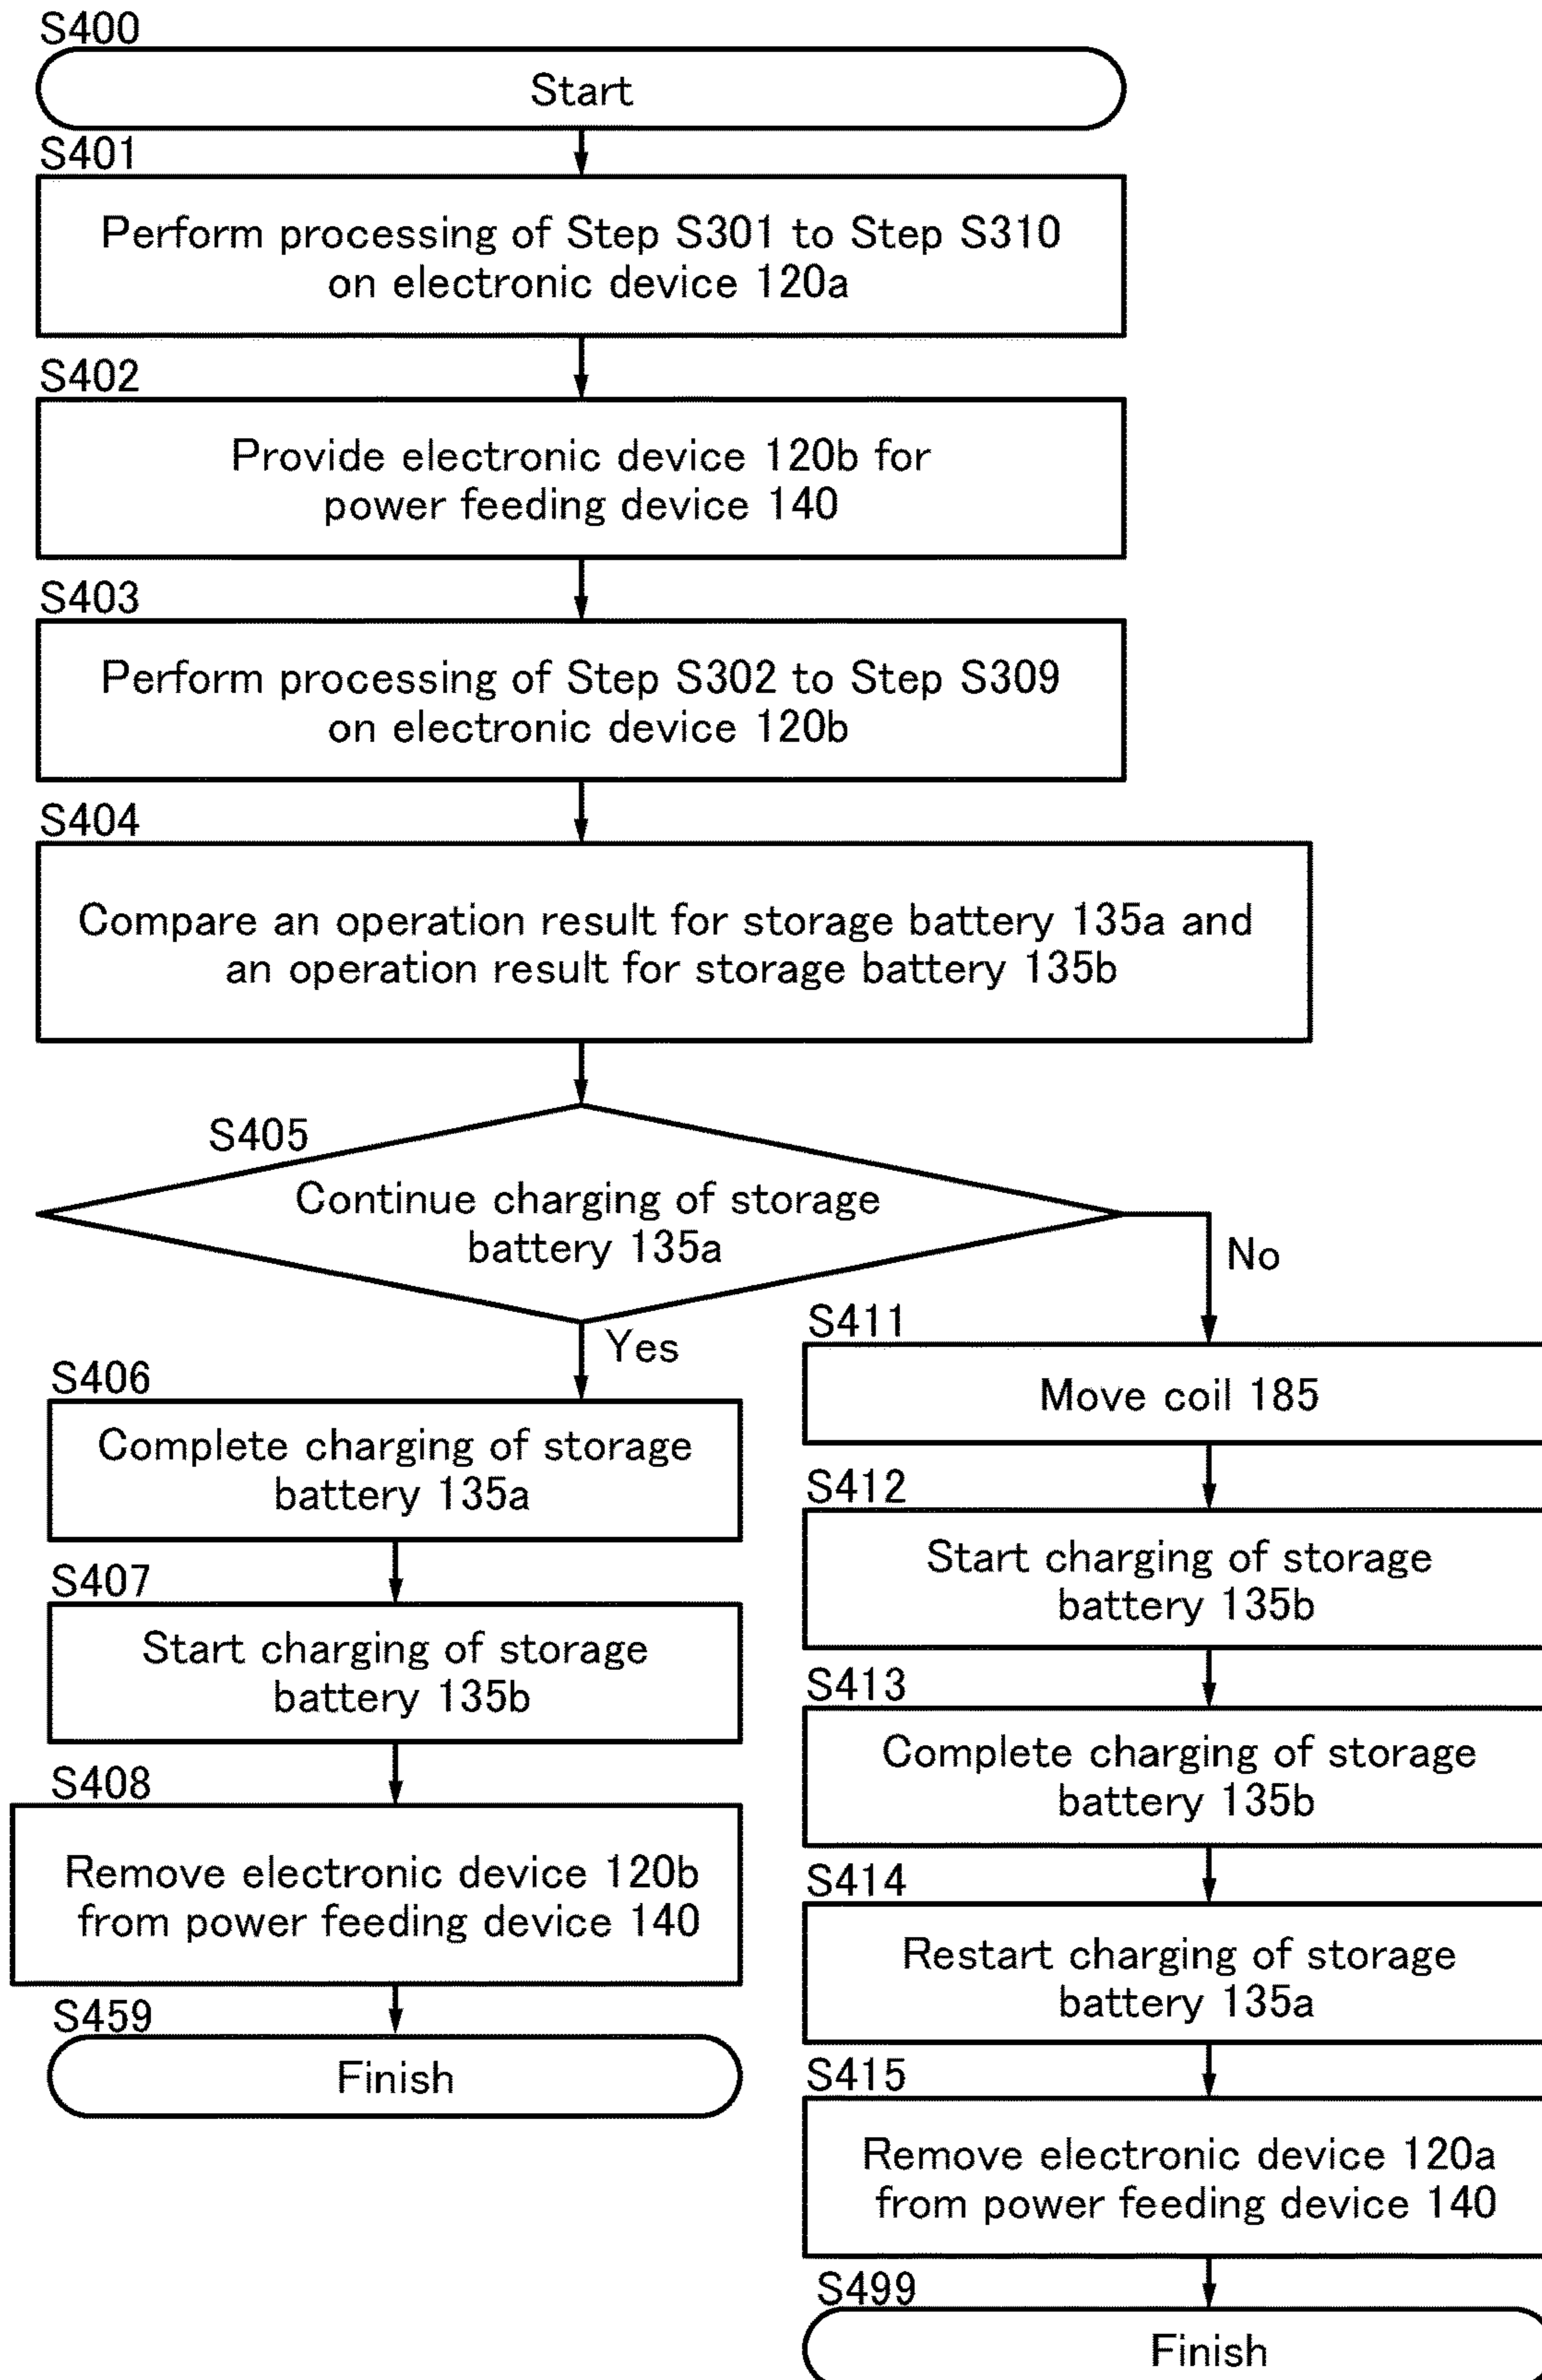 S400
Start
S401
Perform processing of Step S301 to Step S310
on electronic device 120a
S402
Provide electronic device 120b for
power feeding device 140
S403
Perform processing of Step S302 to Step S309
on electronic device 120b
S404
Compare an operation result for storage battery 135a and
an operation result for storage battery 135b
S405
Continue charging of storage
battery 135a
Yes
S406
Complete charging of storage
battery 135a
S407
Start charging of storage
battery 135b
S408
Remove electronic device 120b
from power feeding device 140
S459
Finish
No
S411
Move coil 185
S412
Start charging of storage
battery 135b
S413
Complete charging of storage
battery 135b
S414
Restart charging of storage
battery 135a
S415
Remove electronic device 120a
from power feeding device 140
S499
Finish